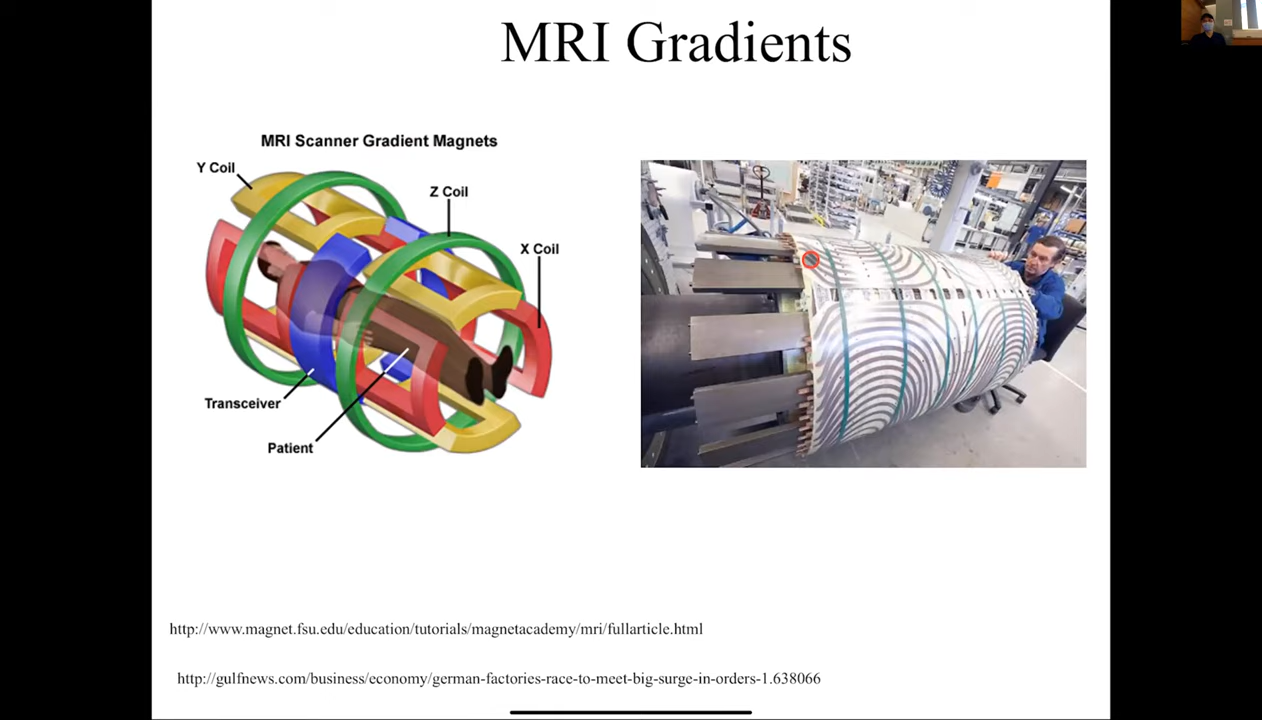 MRI Gradients
MRI Scanner Gradient Magnets
Y Coil
Z Coil
X Coil
Transceiver
Patient
http://www.magnet.fsu.edu/education/tutorials/magnetacademy/mri/fullarticle.html
http://gulfnews.com/business/economy/german-factories-race-to-meet-big-surge-in-orders-1.638066